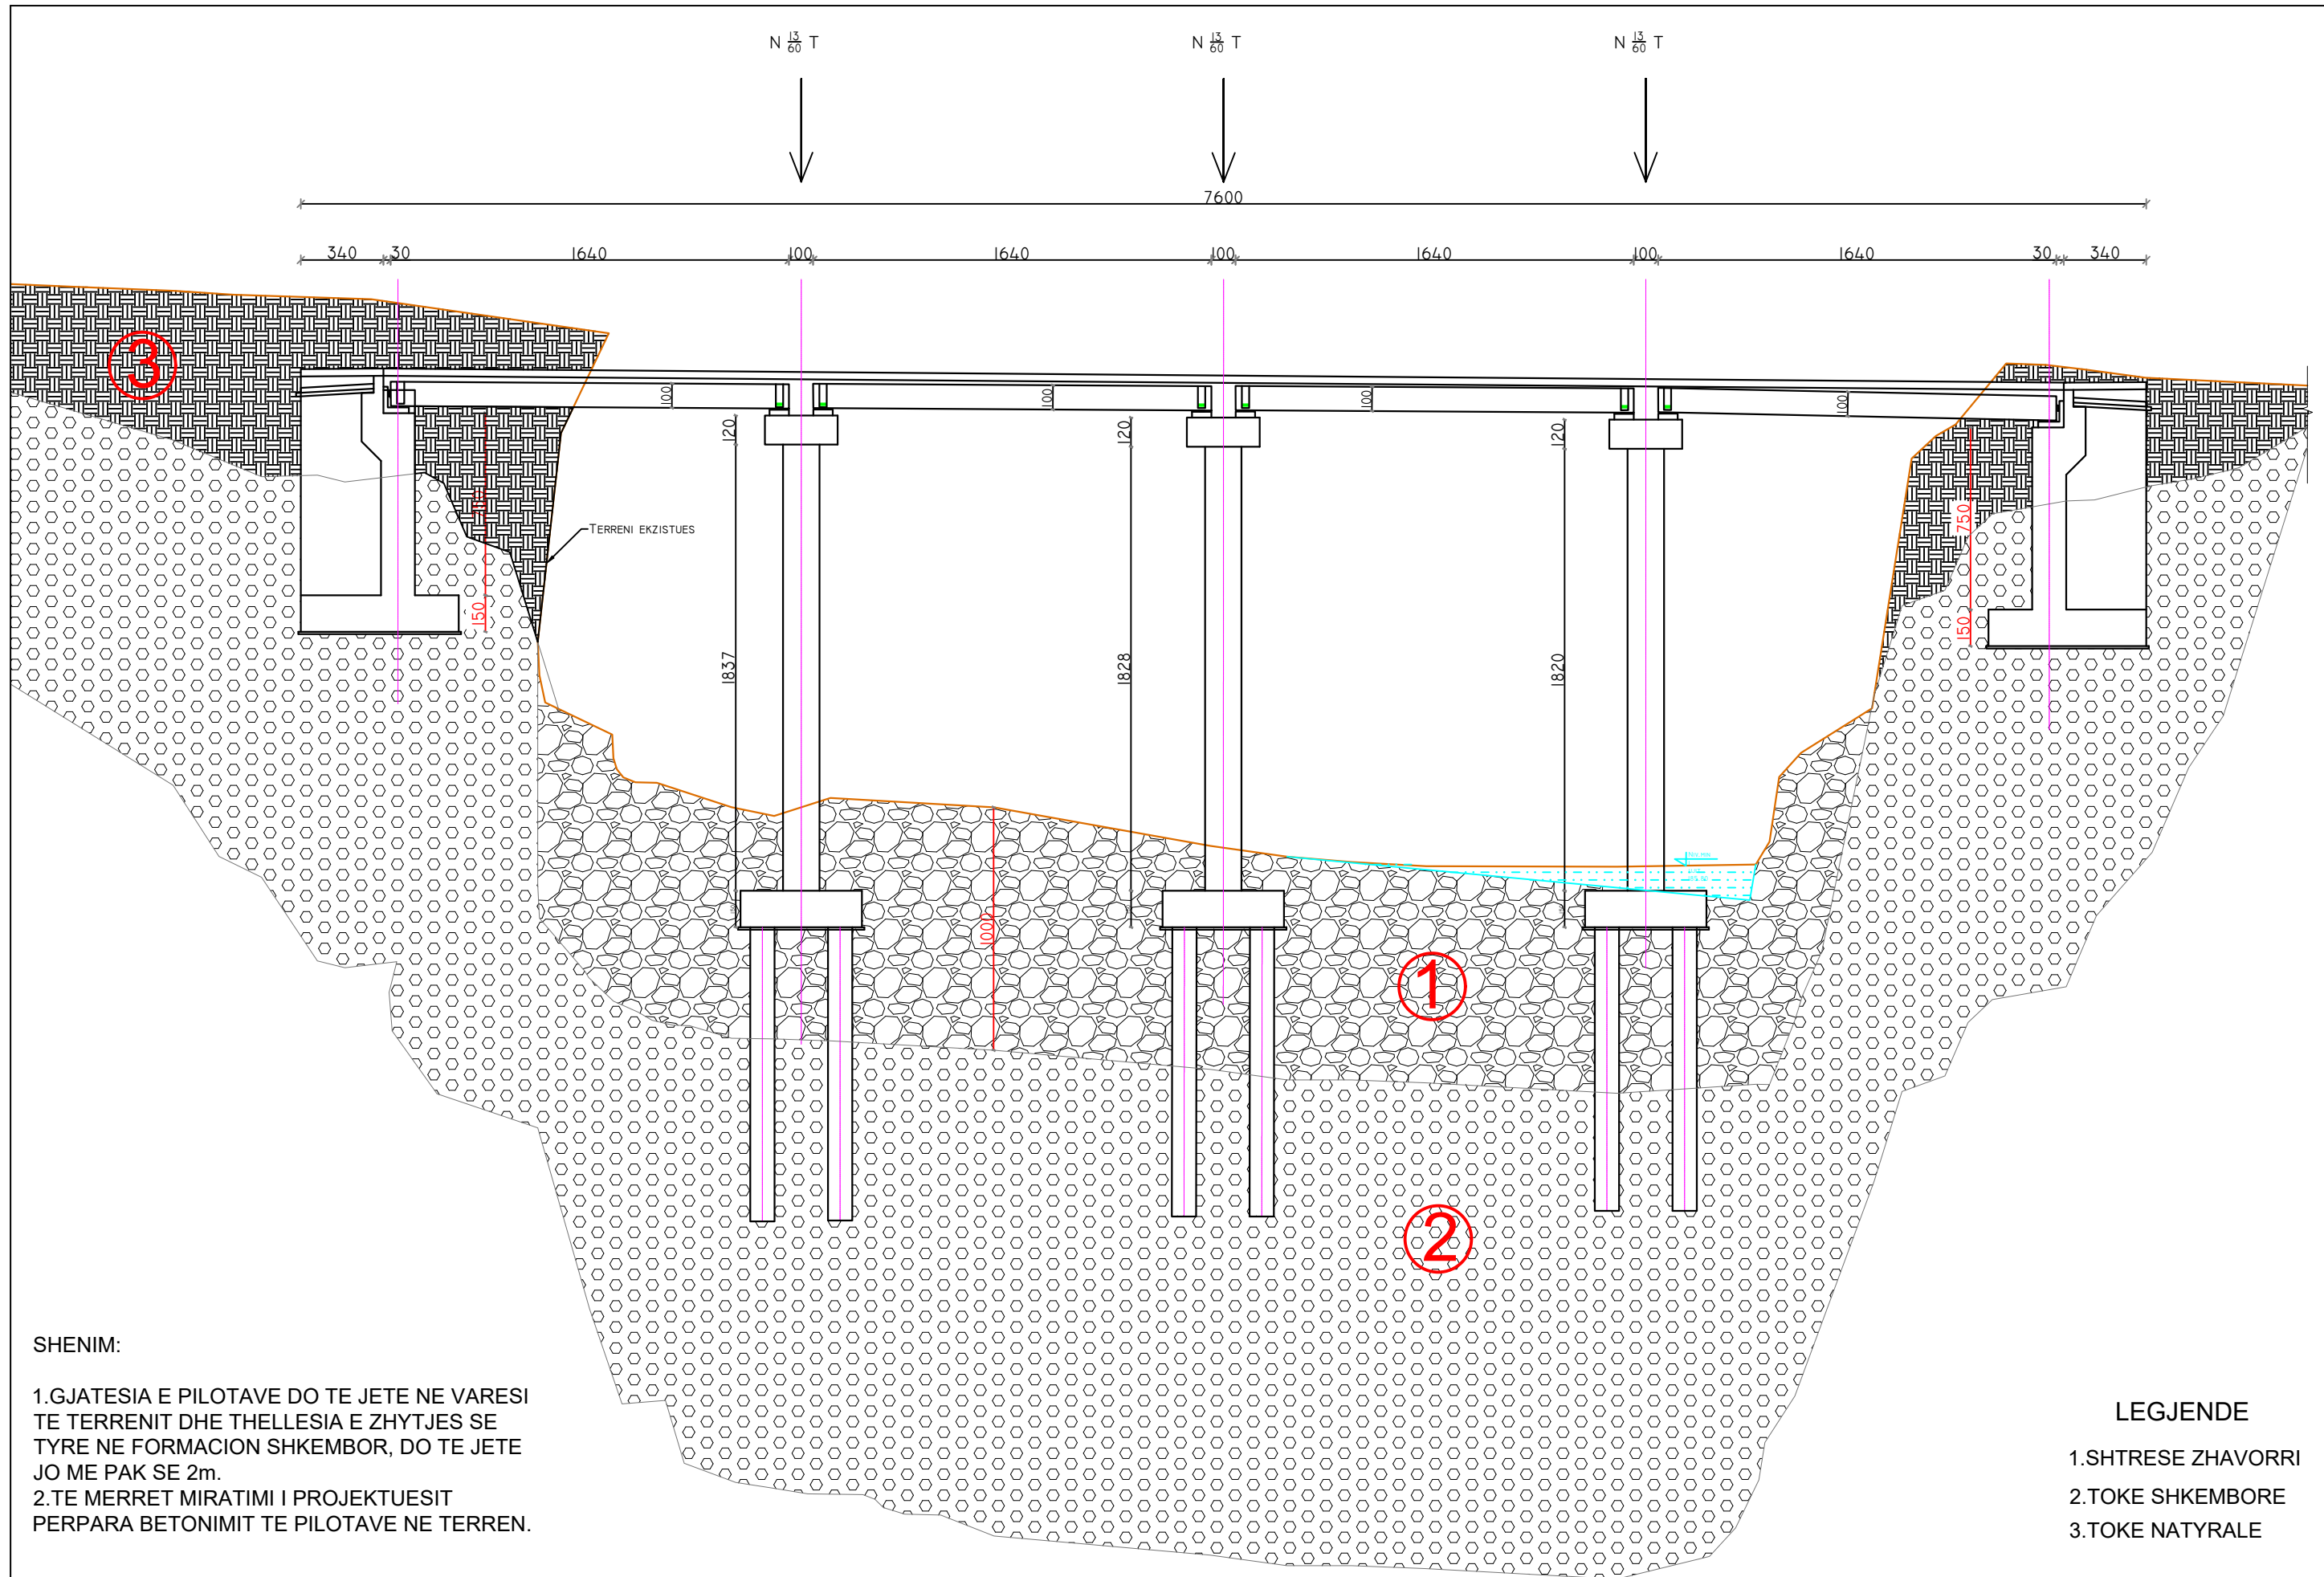 N 13/60 T N 13/60 T N 13/60 T
7600
340 30 1640 100 1640 100 1640 100 1640 30 340
3
100 100 100 100
120 120 120
TERRENI EKZISTUES
750 750
150 150
1837 1828 1820
1000
1
2
SHENIM:
1.GJATESIA E PILOTAVE DO TE JETE NE VARESI
TE TERRENIT DHE THELLESIA E ZHYTJES SE
TYRE NE FORMACION SHKEMBOR, DO TE JETE
JO ME PAK SE 2m.
2.TE MERRET MIRATIMI I PROJEKTUESIT
PERPARA BETONIMIT TE PILOTAVE NE TERREN.
LEGJENDE
1.SHTRESE ZHAVORRI
2.TOKE SHKEMBORE
3.TOKE NATYRALE